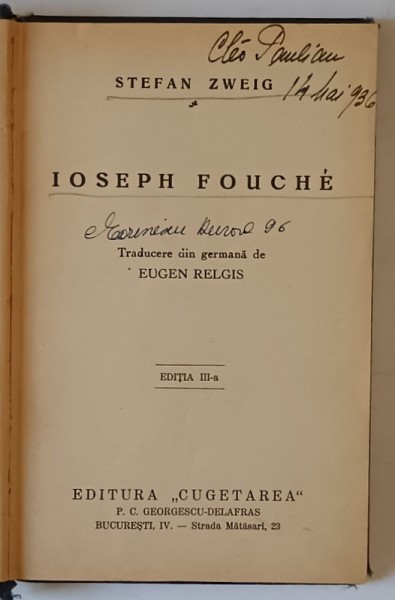 Cléo Paulian
STEFAN ZWEIG
14 Mai 936
IOSEPH FOUCHÉ
96
Traducere din germană de
EUGEN RELGIS
EDIȚIA III-a
EDITURA „CUGETAREA“
P. C. GEORGESCU-DELAFRAS
BUCUREȘTI, IV. — Strada Mătăsari, 23